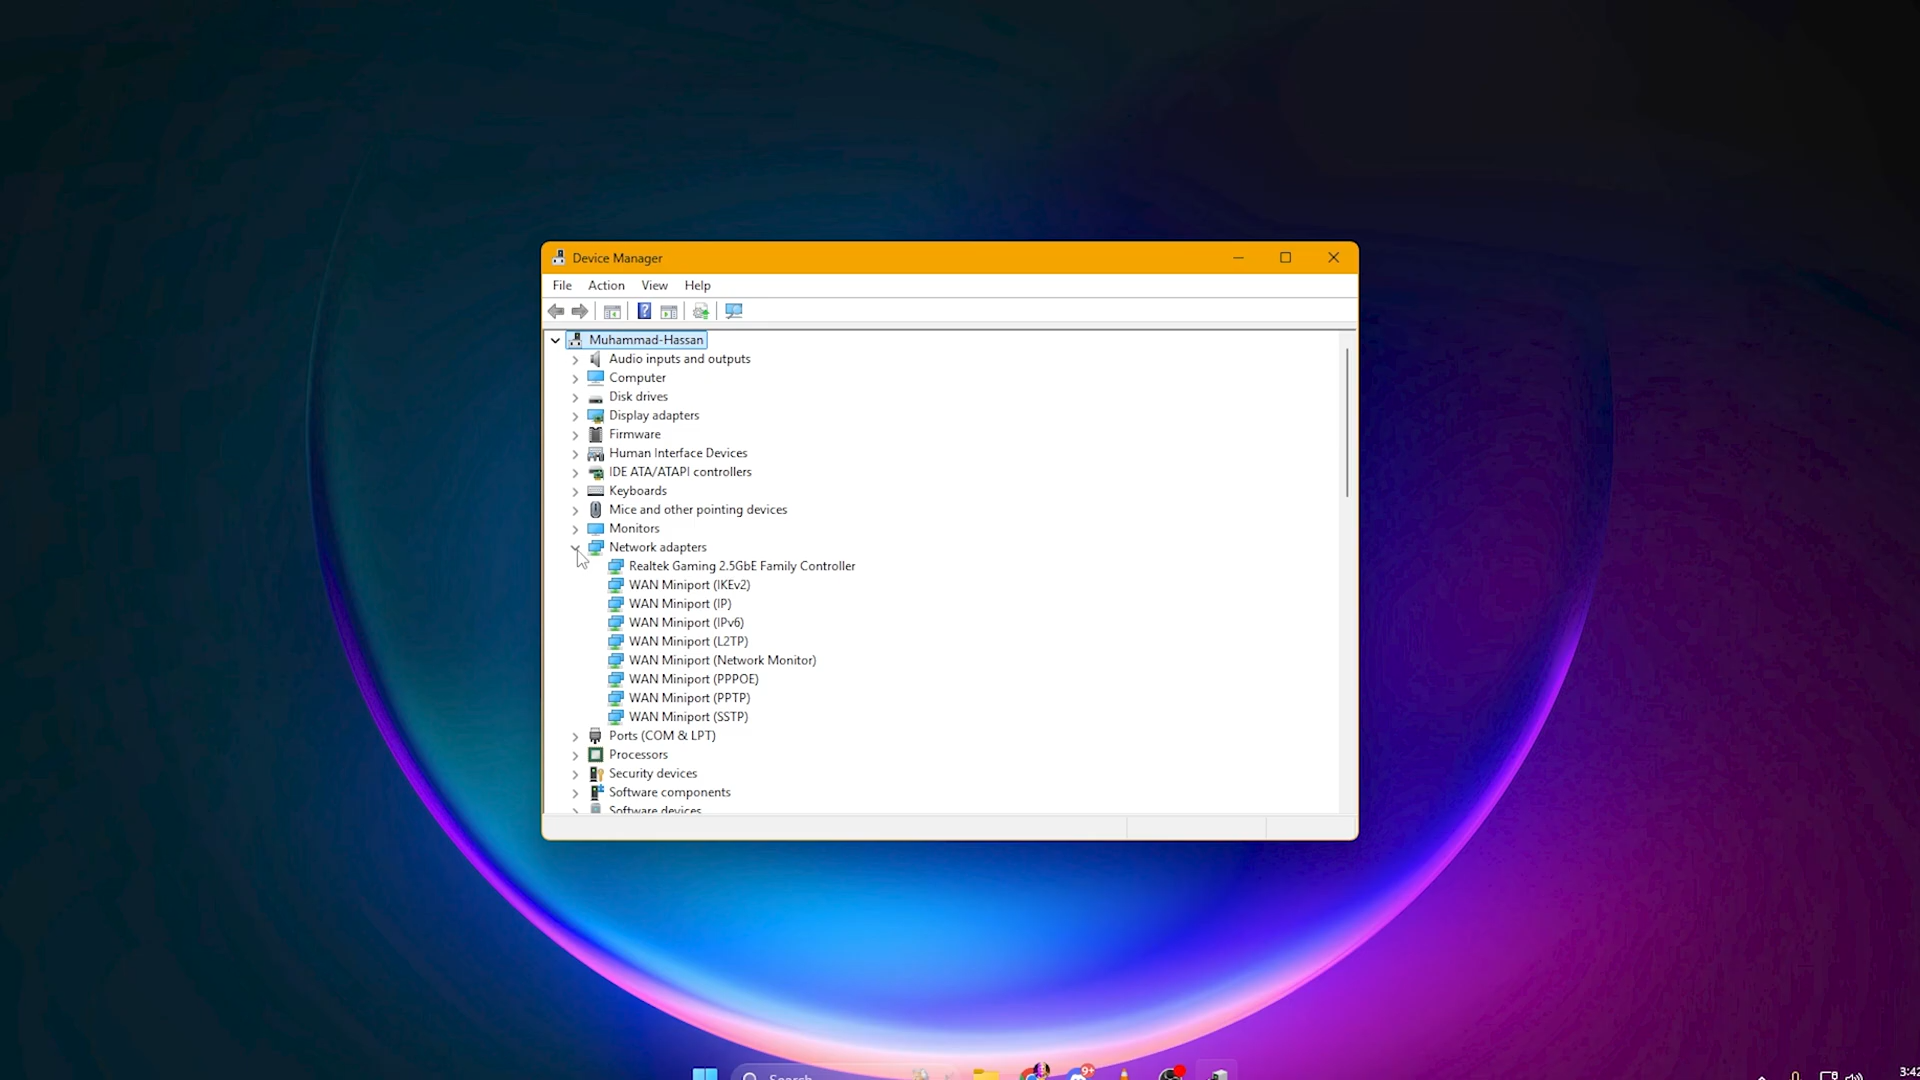 Device Manager
File Action View Help
Muhammad-Hassan
Audio inputs and outputs
Computer
Disk drives
Display adapters
Firmware
Human Interface Devices
IDE ATA/ATAPI controllers
Keyboards
Mice and other pointing devices
Monitors
Network adapters
Realtek Gaming 2.5GbE Family Controller
WAN Miniport (IKEv2)
WAN Miniport (IP)
WAN Miniport (IPv6)
WAN Miniport (L2TP)
WAN Miniport (Network Monitor)
WAN Miniport (PPPOE)
WAN Miniport (PPTP)
WAN Miniport (SSTP)
Ports (COM & LPT)
Processors
Security devices
Software components
Software devices
Search 9+